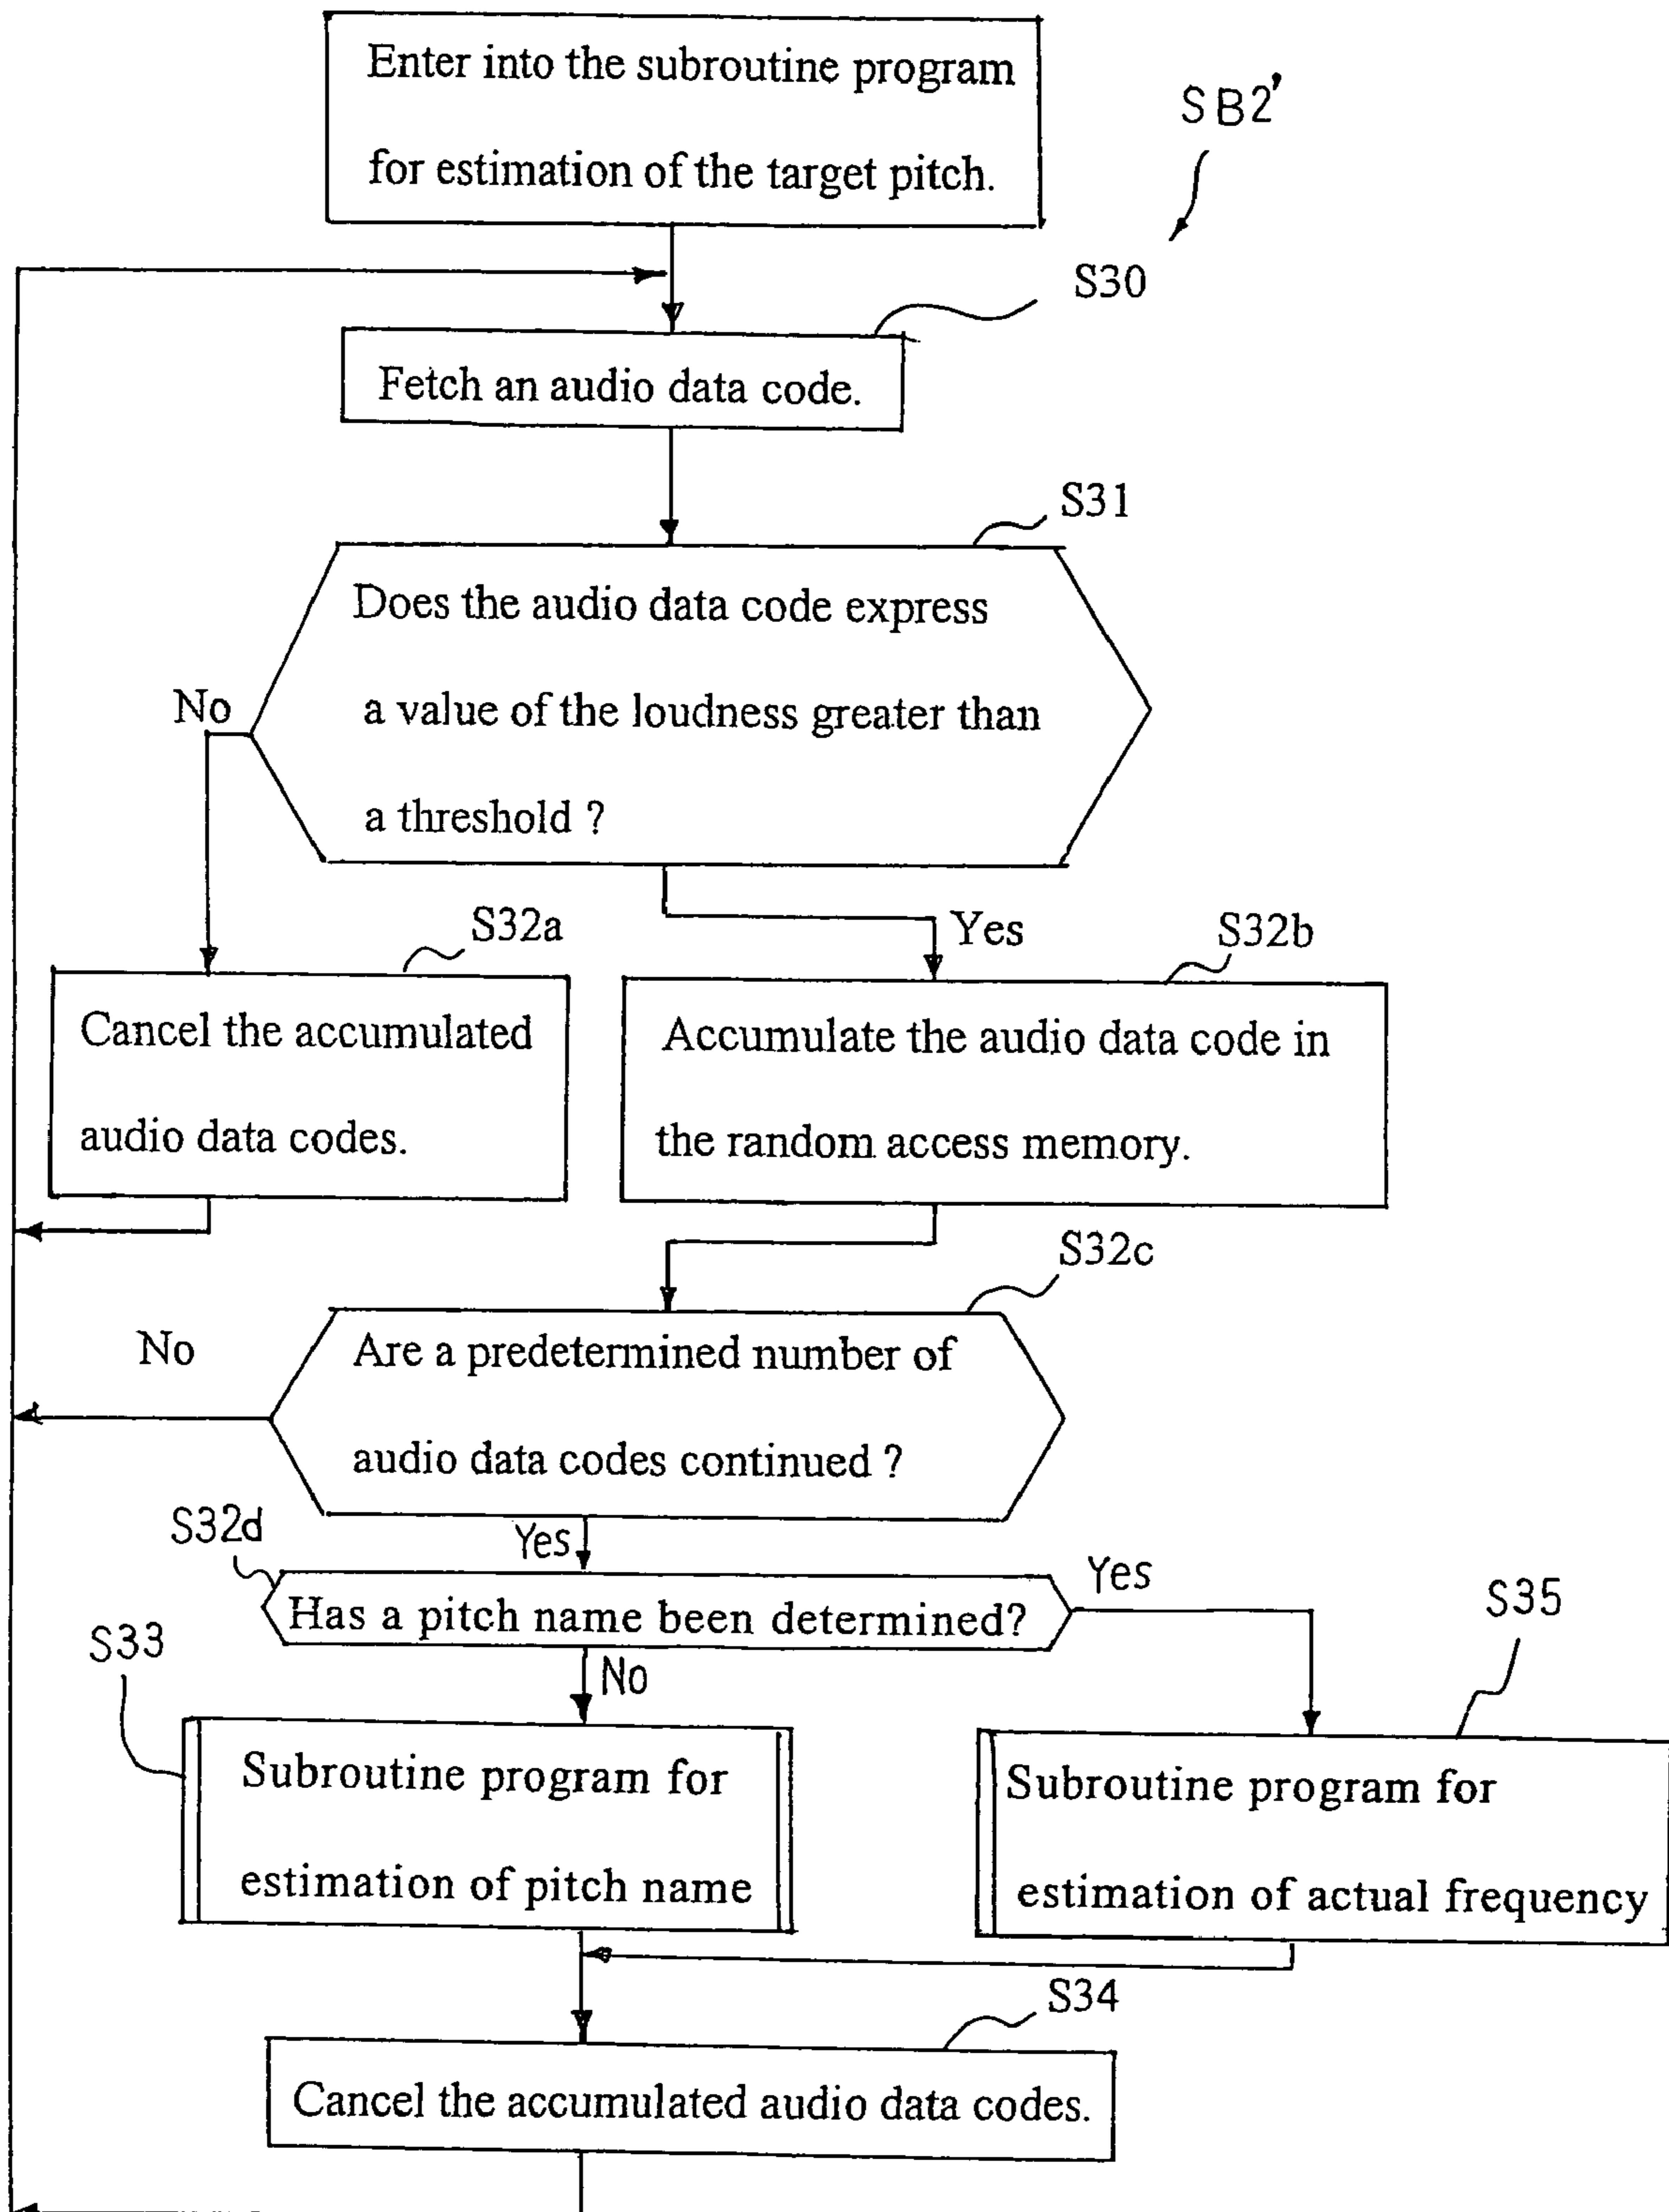 Enter into the subroutine program
for estimation of the target pitch.
SB2'
S30
Fetch an audio data code.
S31
Does the audio data code express
a value of the loudness greater than
a threshold ?
No
Yes
S32a
S32b
Cancel the accumulated
audio data codes.
Accumulate the audio data code in
the random access memory.
S32c
No
Are a predetermined number of
audio data codes continued ?
S32d
Yes
Has a pitch name been determined?
Yes
S35
S33
No
Subroutine program for
estimation of pitch name
Subroutine program for
estimation of actual frequency
S34
Cancel the accumulated audio data codes.